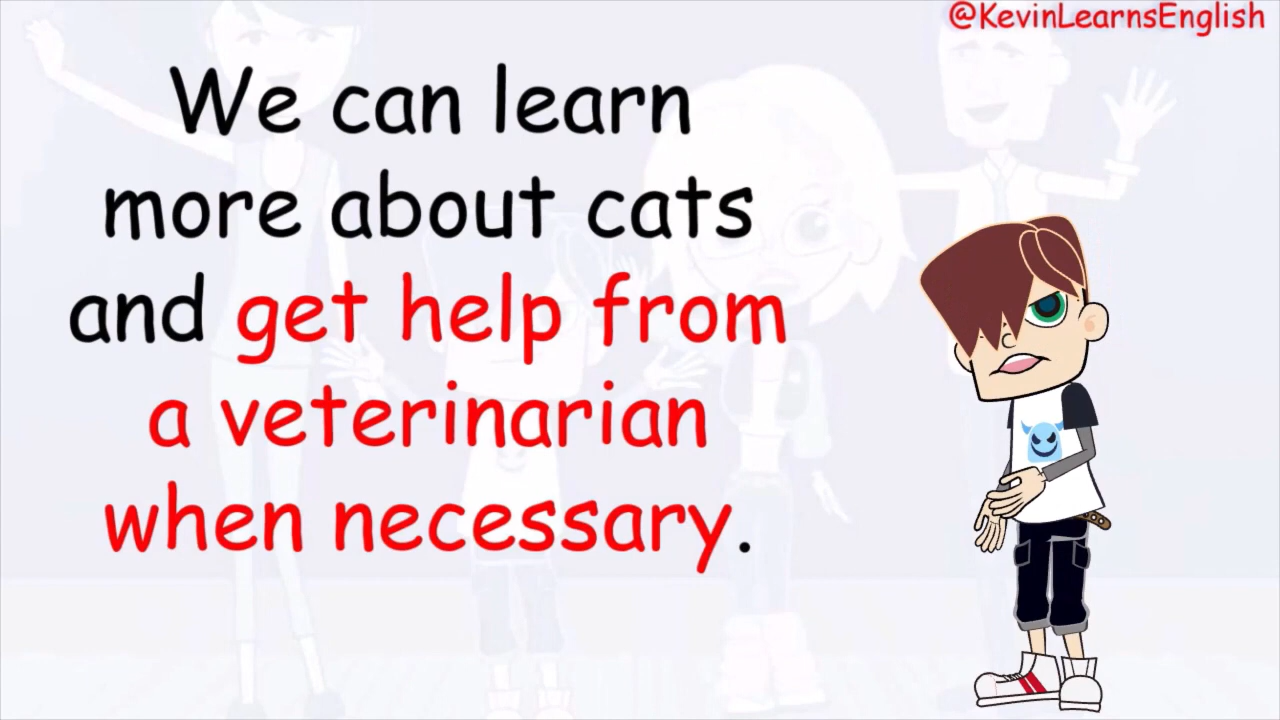 @KevinLearnsEnglish
We can learn
more about cats
and get help from
a veterinarian
when necessary.